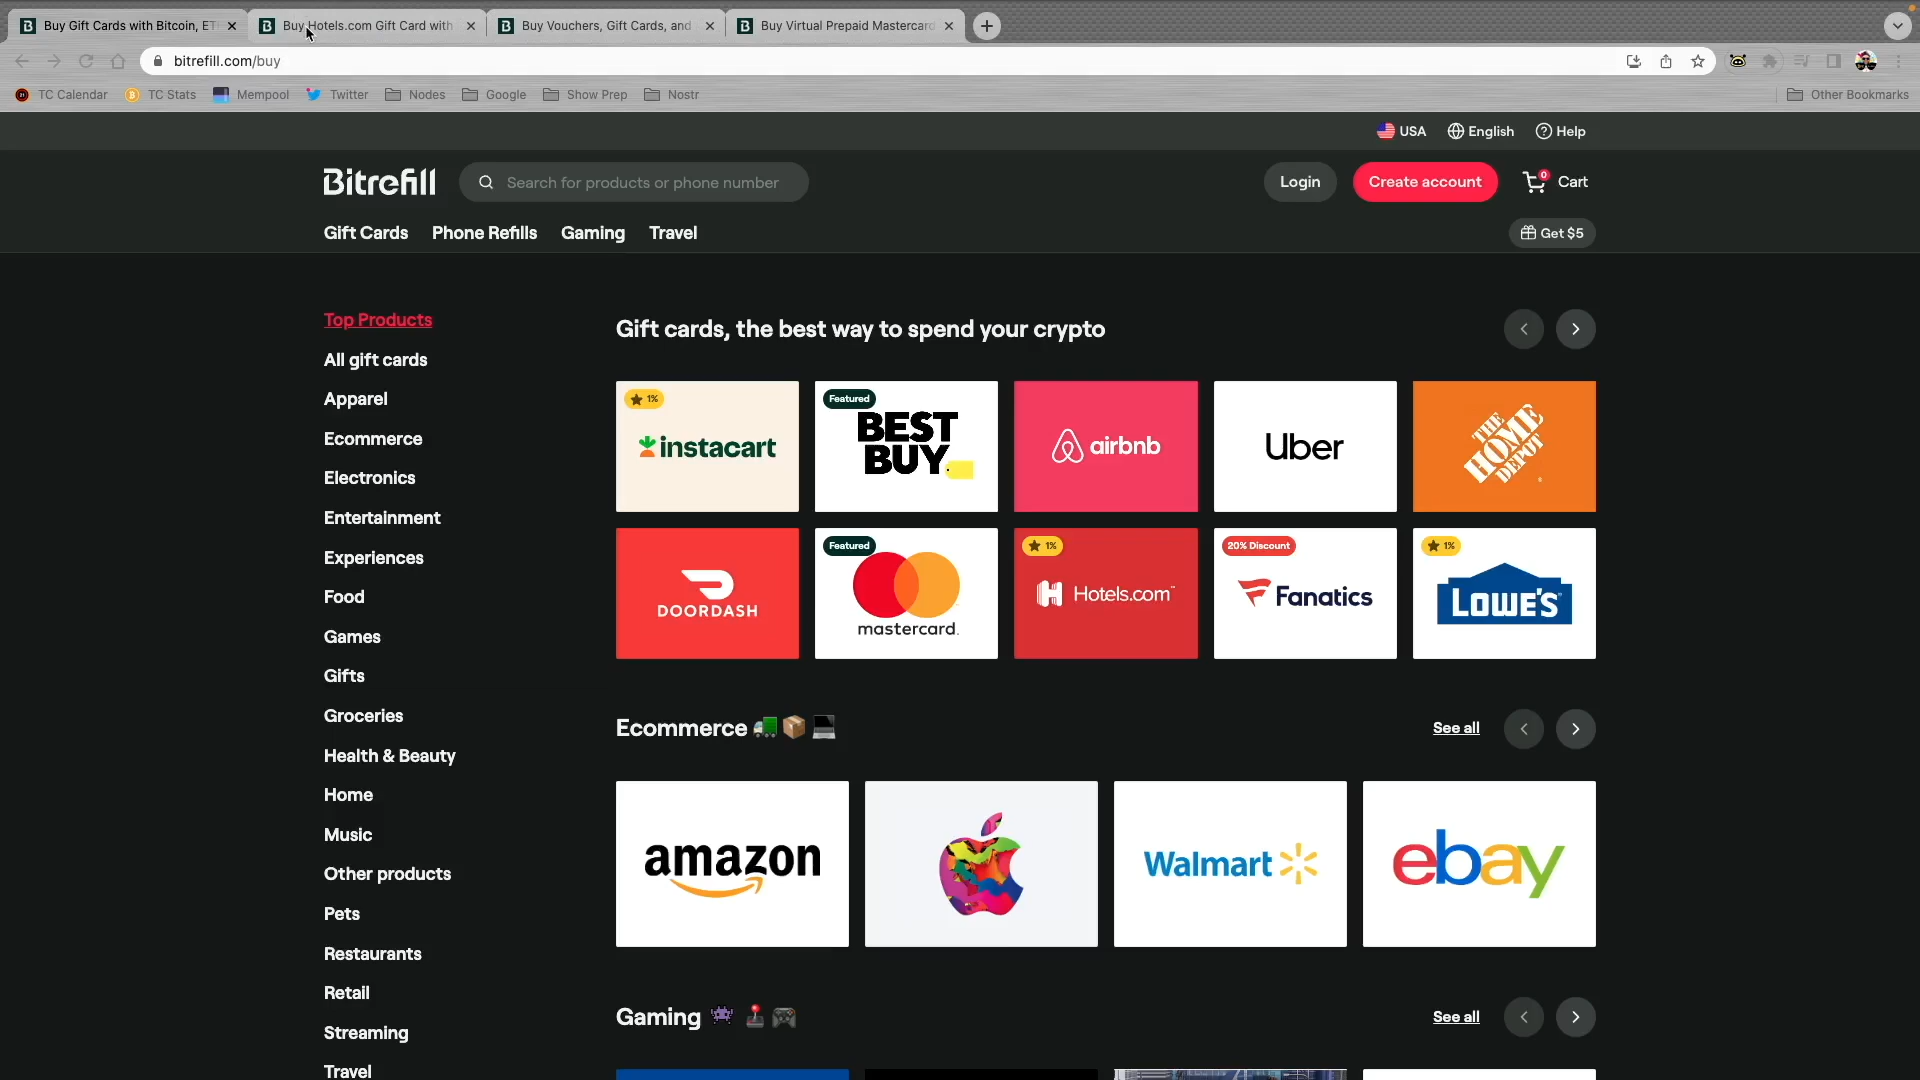 Buy Gift Cards with Bitcoin, ET
Buy Hotels.com Gift Card with
Buy Vouchers, Gift Cards, and
Buy Virtual Prepaid Mastercard
bitrefill.com/buy
TC Calendar
TC Stats
Mempool
Twitter
Nodes
Google
Show Prep
Nostr
Other Bookmarks
USA
English
Help
Bitrefill
Search for products or phone number
Login
Create account
0
Cart
Gift Cards
Phone Refills
Gaming
Travel
Get $5
Top Products
All gift cards
Apparel
Ecommerce
Electronics
Entertainment
Experiences
Food
Games
Gifts
Groceries
Health & Beauty
Home
Music
Other products
Pets
Restaurants
Retail
Streaming
Travel
Gift cards, the best way to spend your crypto
1%
instacart
Featured
BEST
BUY
airbnb
Uber
THE
HOME
DEPOT
DOORDASH
Featured
mastercard.
1%
Hotels.com™
20% Discount
Fanatics
1%
LOWE'S
Ecommerce
See all
amazon
Walmart
ebay
Gaming
See all